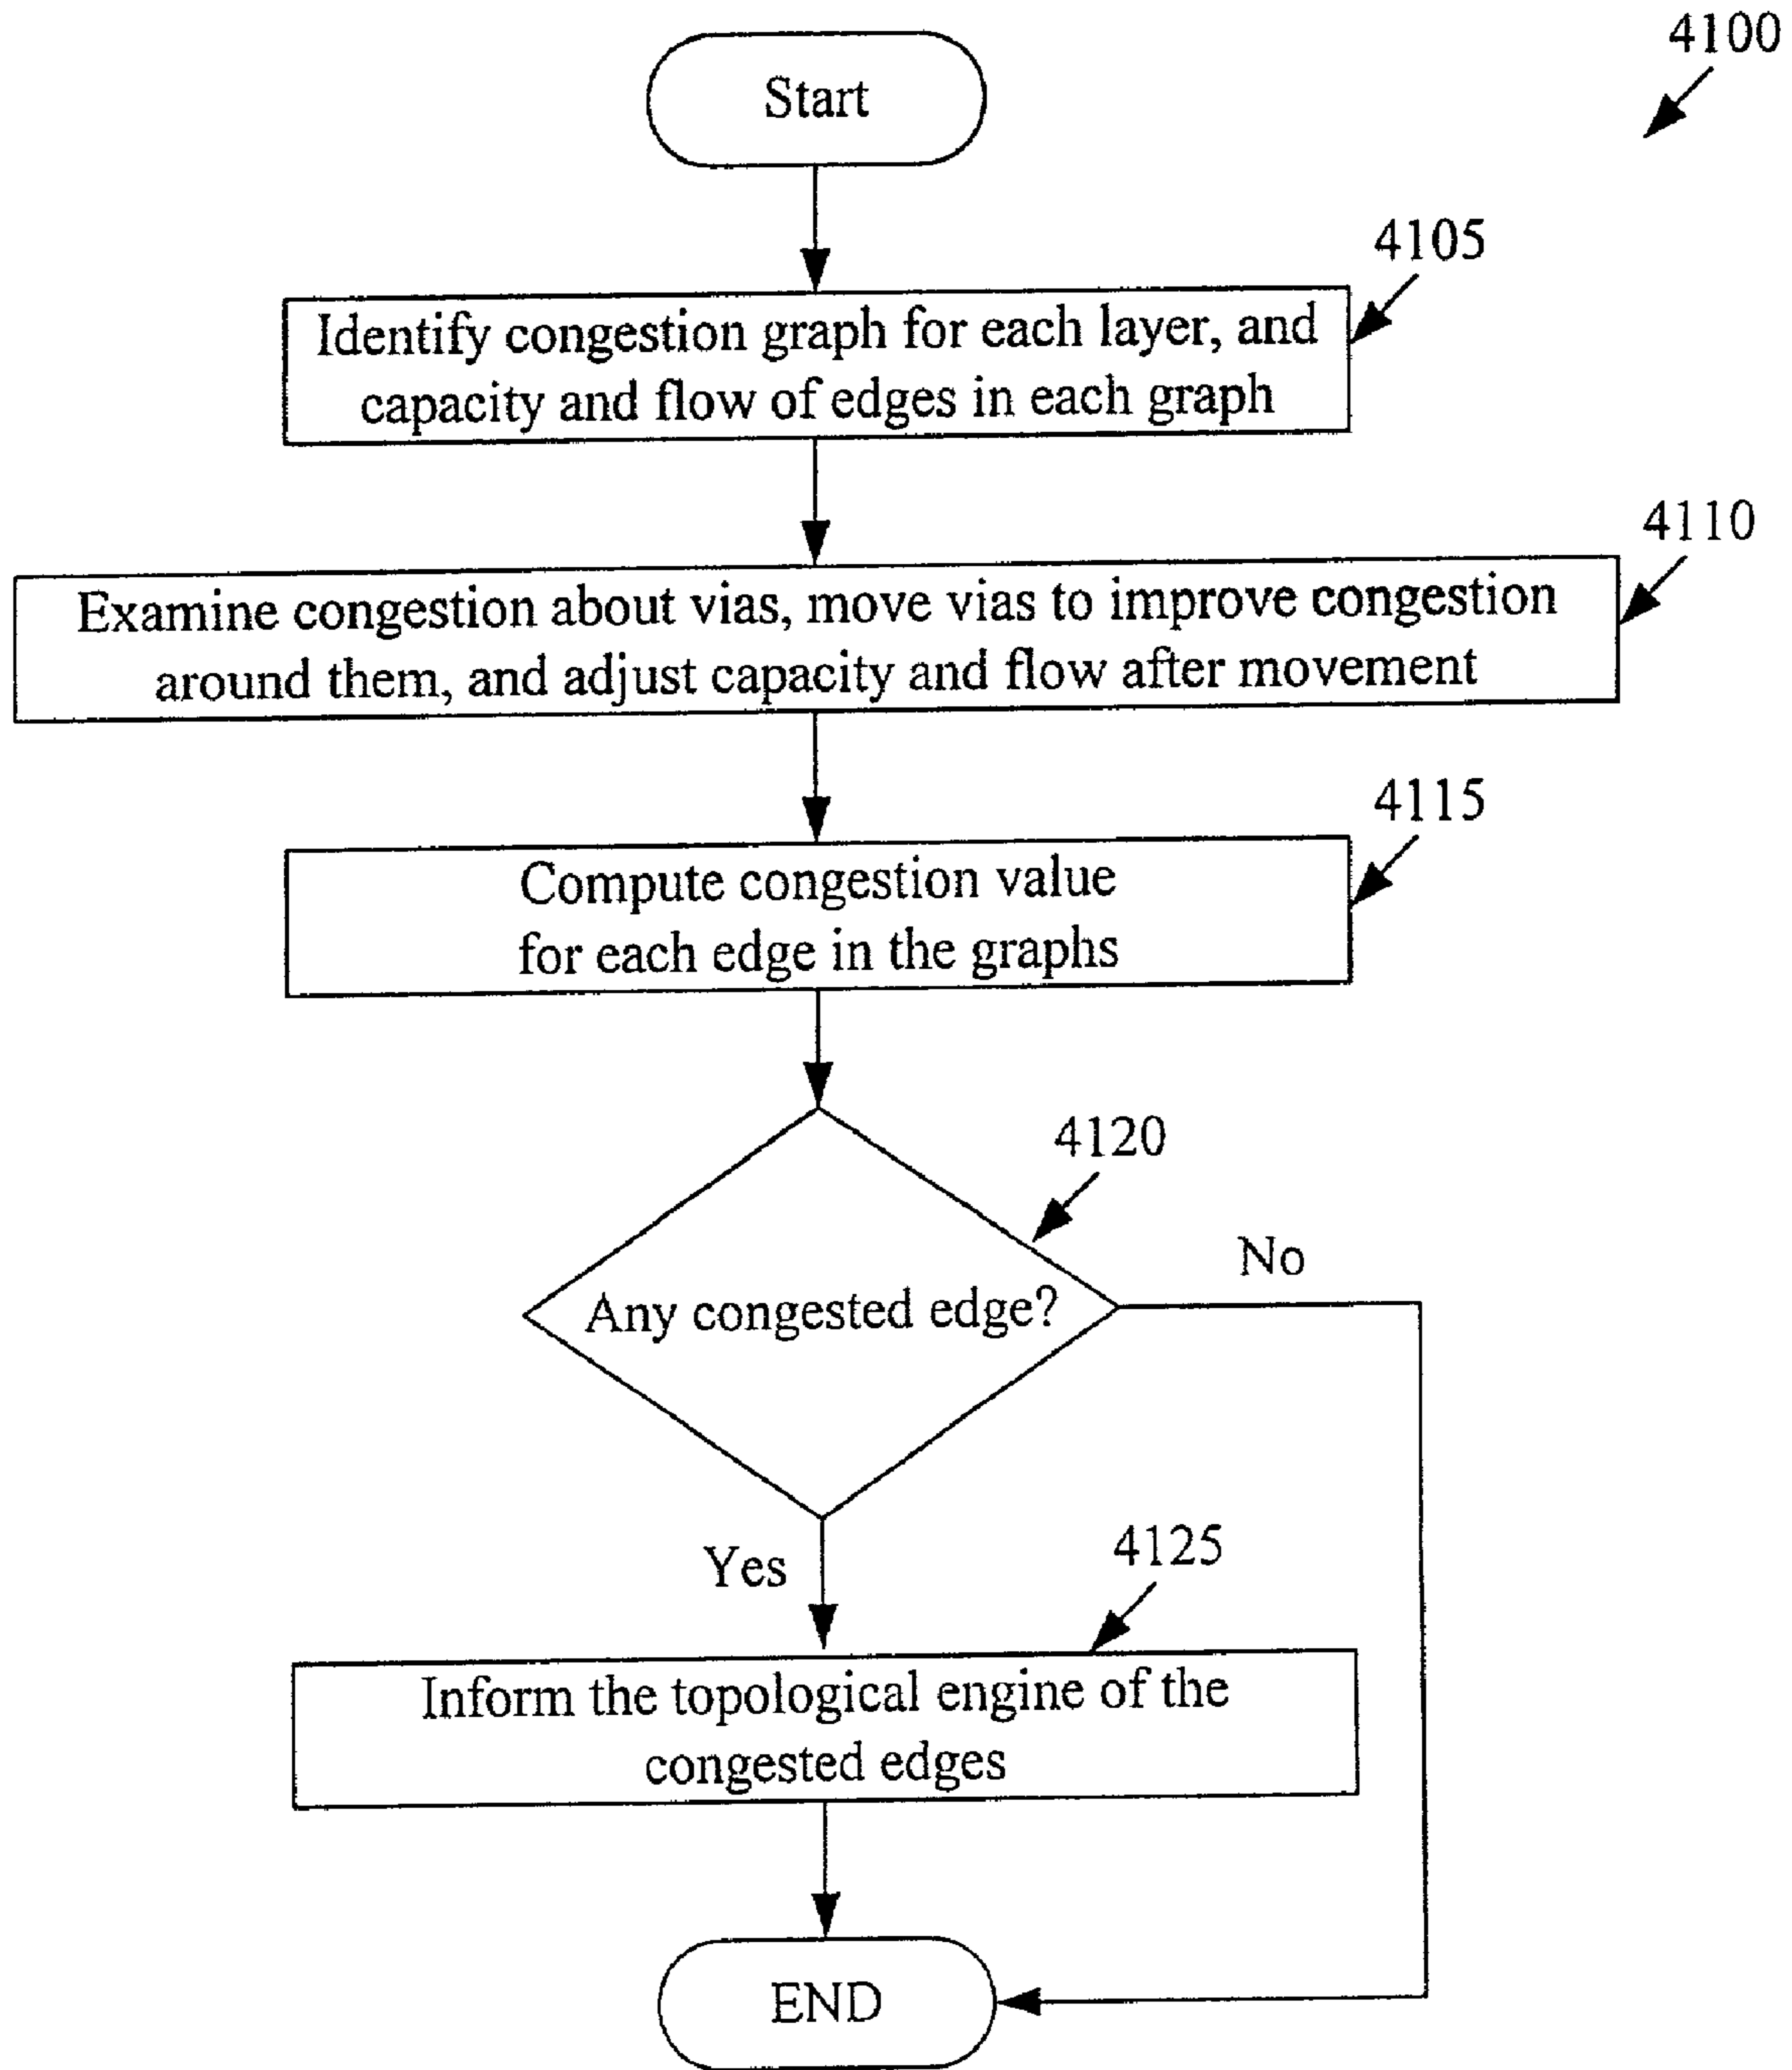 4100
Start
4105
Identify congestion graph for each layer, and
capacity and flow of edges in each graph
4110
Examine congestion about vias, move vias to improve congestion
around them, and adjust capacity and flow after movement
4115
Compute congestion value
for each edge in the graphs
4120
No
Any congested edge?
Yes
4125
Inform the topological engine of the
congested edges
END